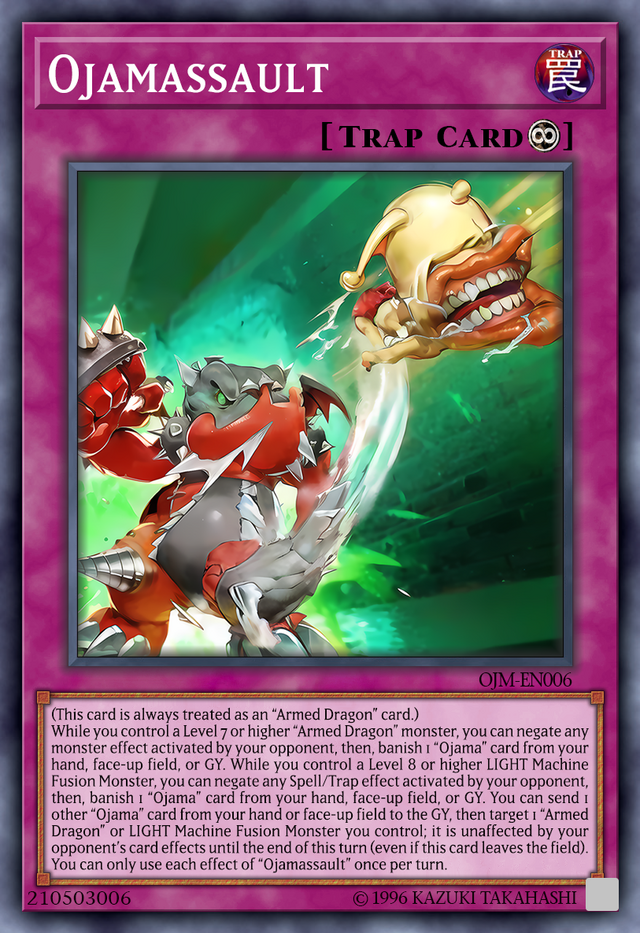 Ojamassault
TRAP
罠
[Trap Card∞]
OJM-EN006
(This card is always treated as an “Armed Dragon” card.)
While you control a Level 7 or higher “Armed Dragon” monster, you can negate any
monster effect activated by your opponent, then, banish 1 “Ojama” card from your
hand, face-up field, or GY. While you control a Level 8 or higher LIGHT Machine
Fusion Monster, you can negate any Spell/Trap effect activated by your opponent,
then, banish 1 “Ojama” card from your hand, face-up field, or GY. You can send 1
other “Ojama” card from your hand or face-up field to the GY, then target 1 “Armed
Dragon” or LIGHT Machine Fusion Monster you control; it is unaffected by your
opponent's card effects until the end of this turn (even if this card leaves the field).
You can only use each effect of “Ojamassault” once per turn.
210503006
© 1996 KAZUKI TAKAHASHI